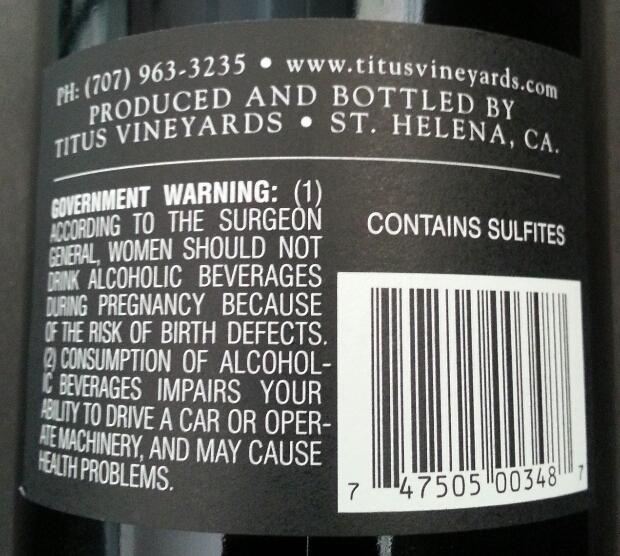 PH: (707) 963-3235 • www.titusvineyards.com
PRODUCED AND BOTTLED BY
TITUS VINEYARDS • ST. HELENA, CA.
GOVERNMENT WARNING: (1)
ACCORDING TO THE SURGEON
GENERAL, WOMEN SHOULD NOT
DRINK ALCOHOLIC BEVERAGES
DURING PREGNANCY BECAUSE
OF THE RISK OF BIRTH DEFECTS.
(2) CONSUMPTION OF ALCOHOL-
IC BEVERAGES IMPAIRS YOUR
ABILITY TO DRIVE A CAR OR OPER-
ATE MACHINERY, AND MAY CAUSE
HEALTH PROBLEMS.
CONTAINS SULFITES
7 47505 00348 7